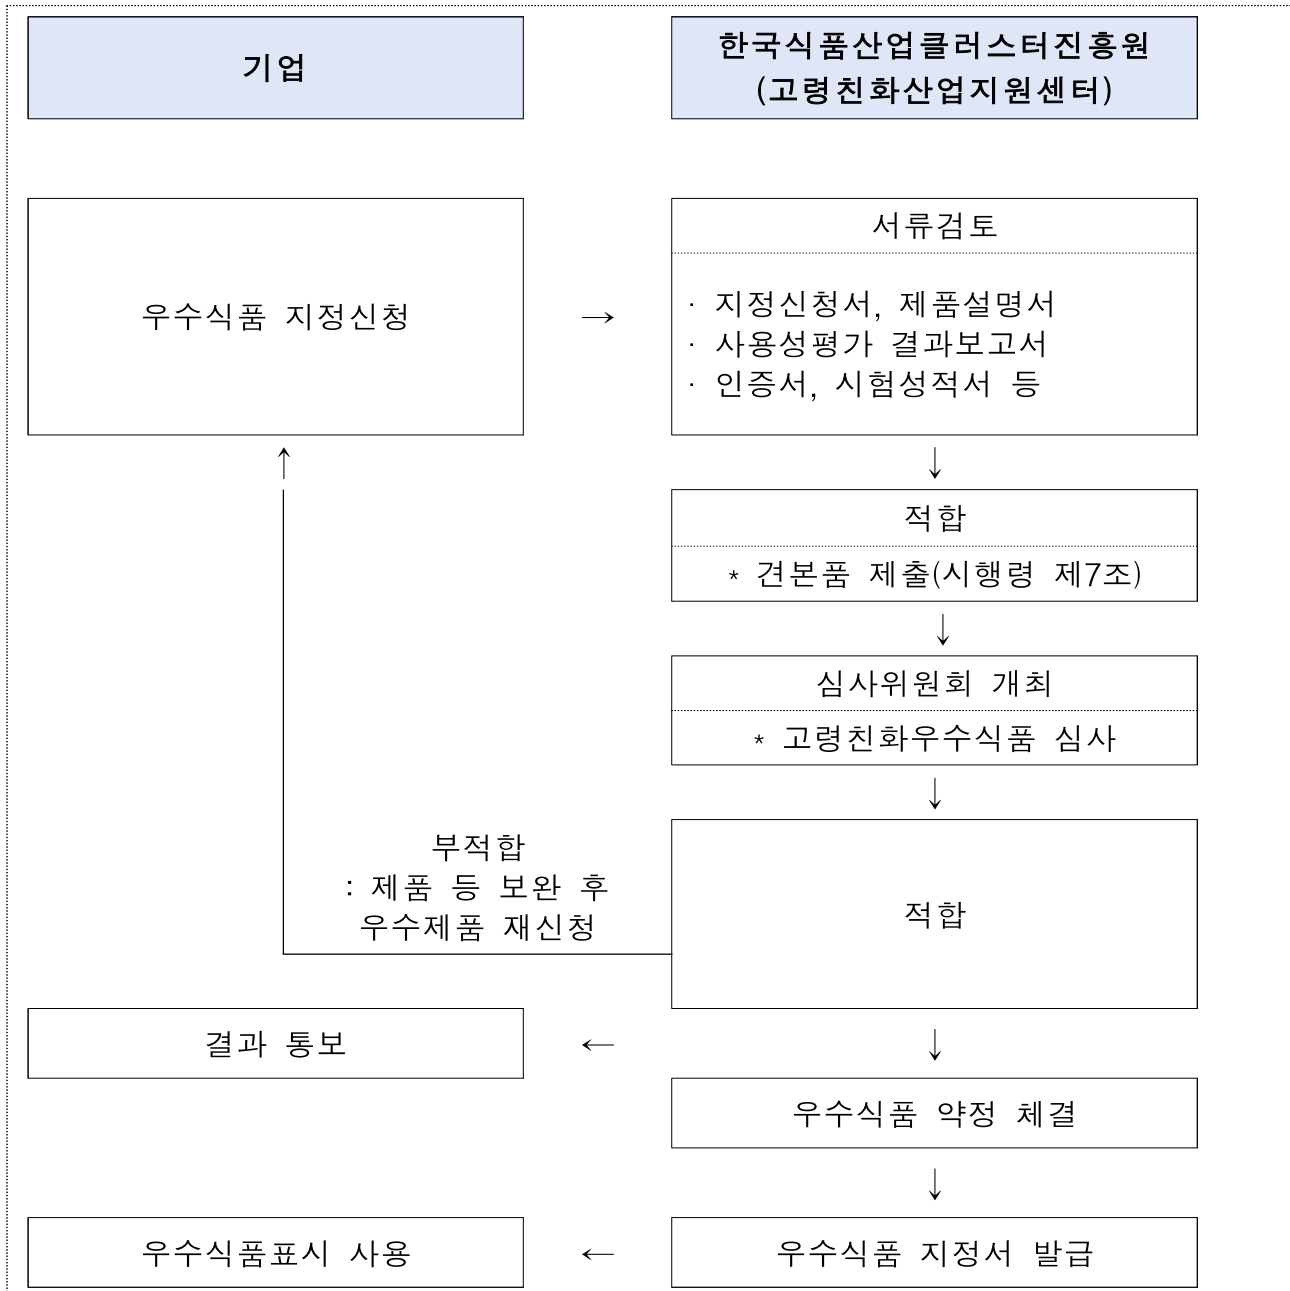 기업
한국식품산업클러스터진흥원
(고령친화산업지원센터)
우수식품 지정신청
→
서류검토
· 지정신청서, 제품설명서
· 사용성평가 결과보고서
· 인증서, 시험성적서 등
↑
↓
적합
* 견본품 제출(시행령 제7조)
↓
심사위원회 개최
* 고령친화우수식품 심사
↓
부적합
: 제품 등 보완 후
우수제품 재신청
적합
결과 통보
←
↓
우수식품 약정 체결
↓
우수식품표시 사용
←
우수식품 지정서 발급